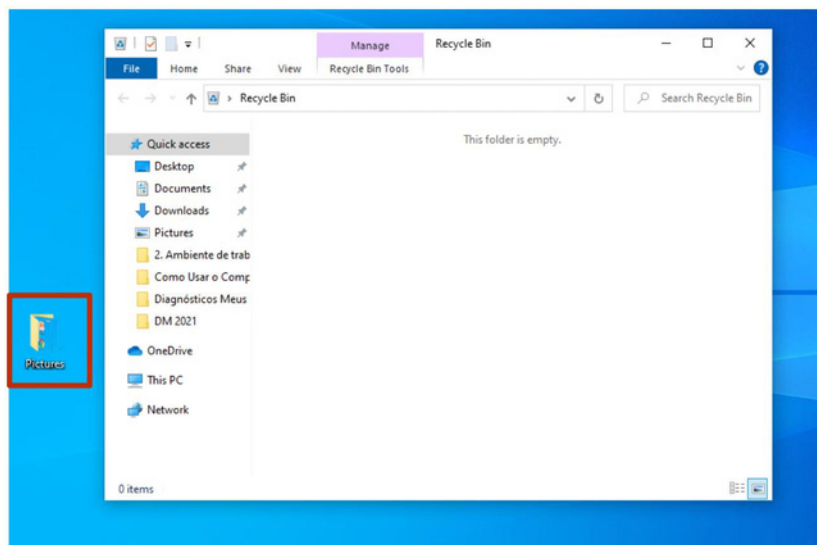 Manage
Recycle Bin
File Home Share View Recycle Bin Tools
Recycle Bin
Search Recycle Bin
This folder is empty.
Quick access
Desktop
Documents
Downloads
Pictures
2. Ambiente de trab
Como Usar o Comp
Diagnósticos Meus
DM 2021
OneDrive
This PC
Network
Pictures
0 items